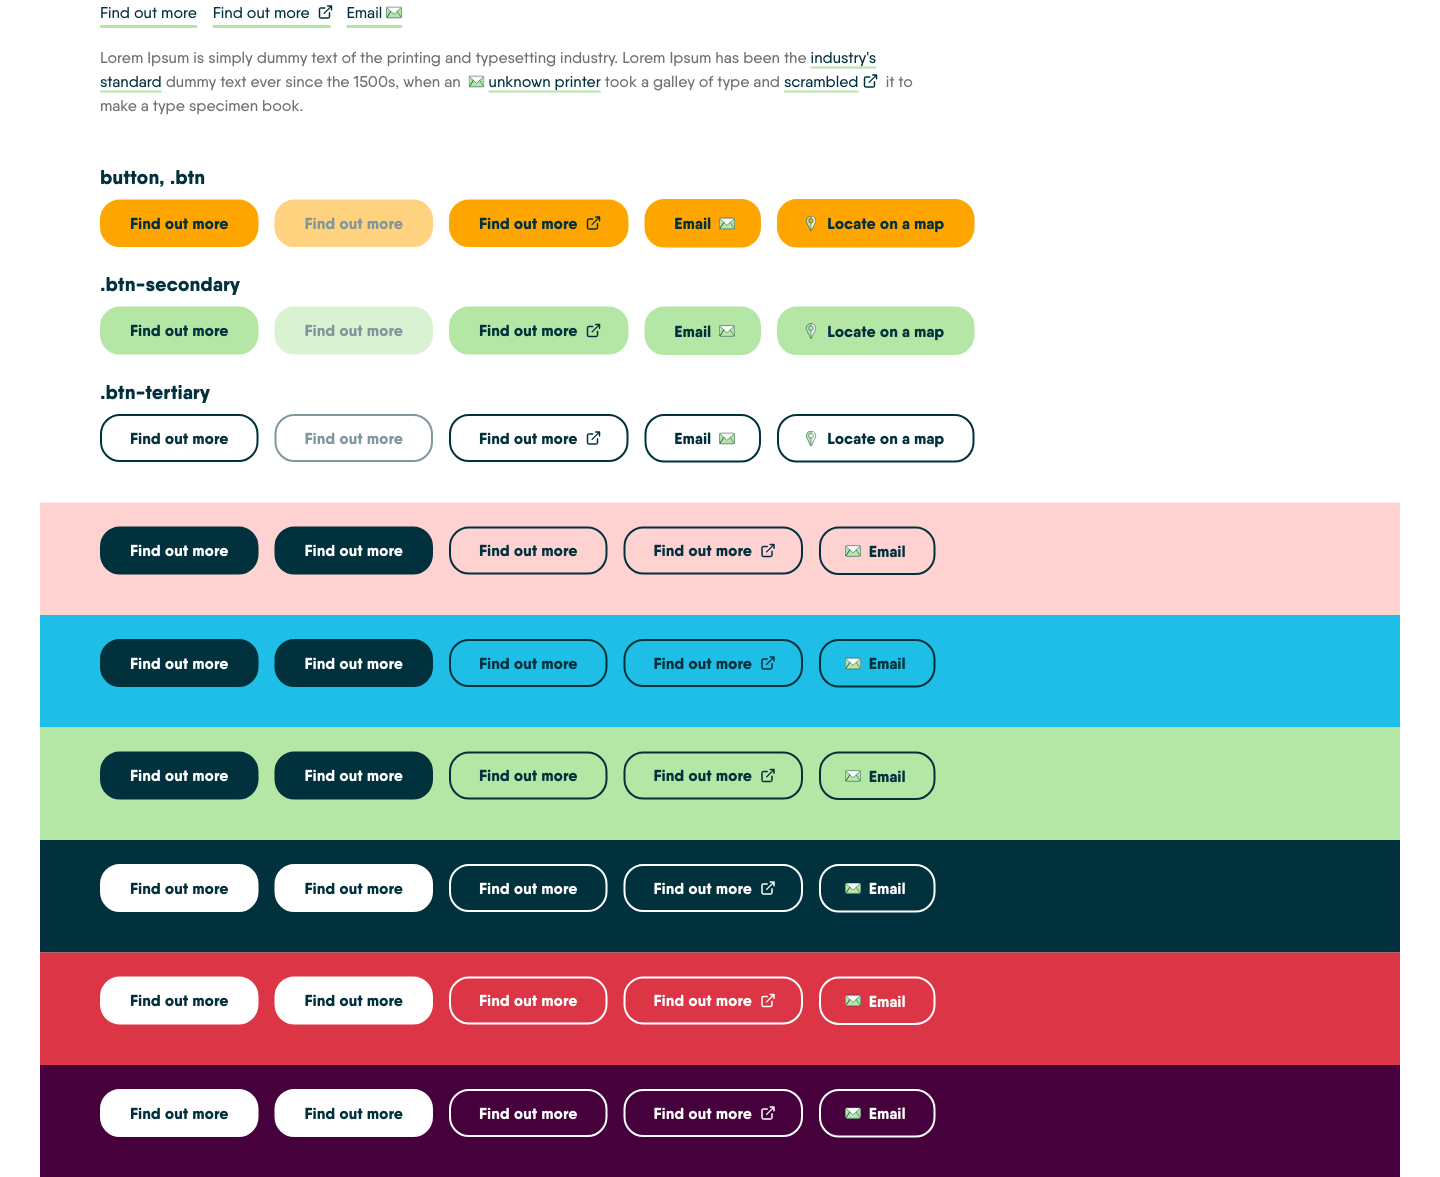 Find out more Find out more Email
Lorem Ipsum is simply dummy text of the printing and typesetting industry. Lorem Ipsum has been the industry's
standard dummy text ever since the 1500s, when an unknown printer took a galley of type and scrambled it to
make a type specimen book.
button, .btn
Find out more Find out more Find out more Email Locate on a map
.btn-secondary
Find out more Find out more Find out more Email Locate on a map
.btn-tertiary
Find out more Find out more Find out more Email Locate on a map
Find out more Find out more Find out more Find out more Email
Find out more Find out more Find out more Find out more Email
Find out more Find out more Find out more Find out more Email
Find out more Find out more Find out more Find out more Email
Find out more Find out more Find out more Find out more Email
Find out more Find out more Find out more Find out more Email